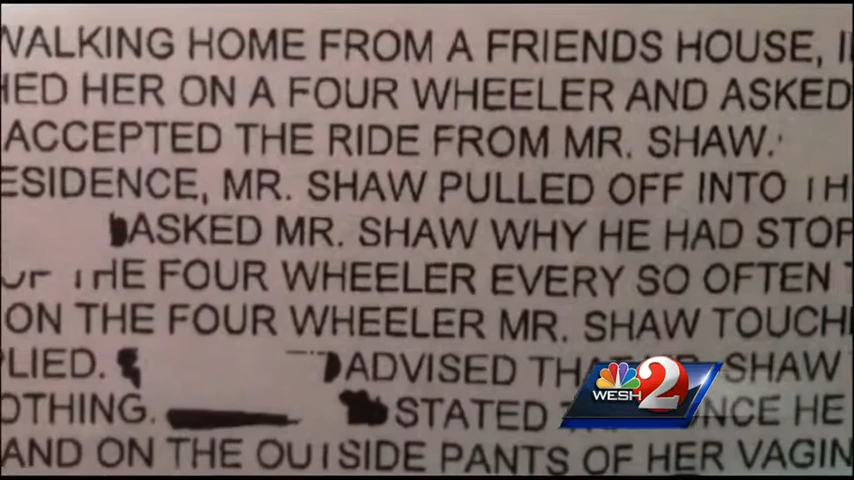 WALKING HOME FROM A FRIENDS HOUSE,
HED HER ON A FOUR WHEELER AND ASKED
ACCEPTED THE RIDE FROM MR. SHAW.
ESIDENCE, MR. SHAW PULLED OFF INTO TH
ASKED MR. SHAW WHY HE HAD STOP
THE FOUR WHEELER EVERY SO OFTEN
ON THE FOUR WHEELER MR. SHAW TOUCH
PLIED. ADVISED SHAW
OTHING. STATED HE
AND ON THE OUTSIDE PANTS OF HER VAGIN
WESH 2